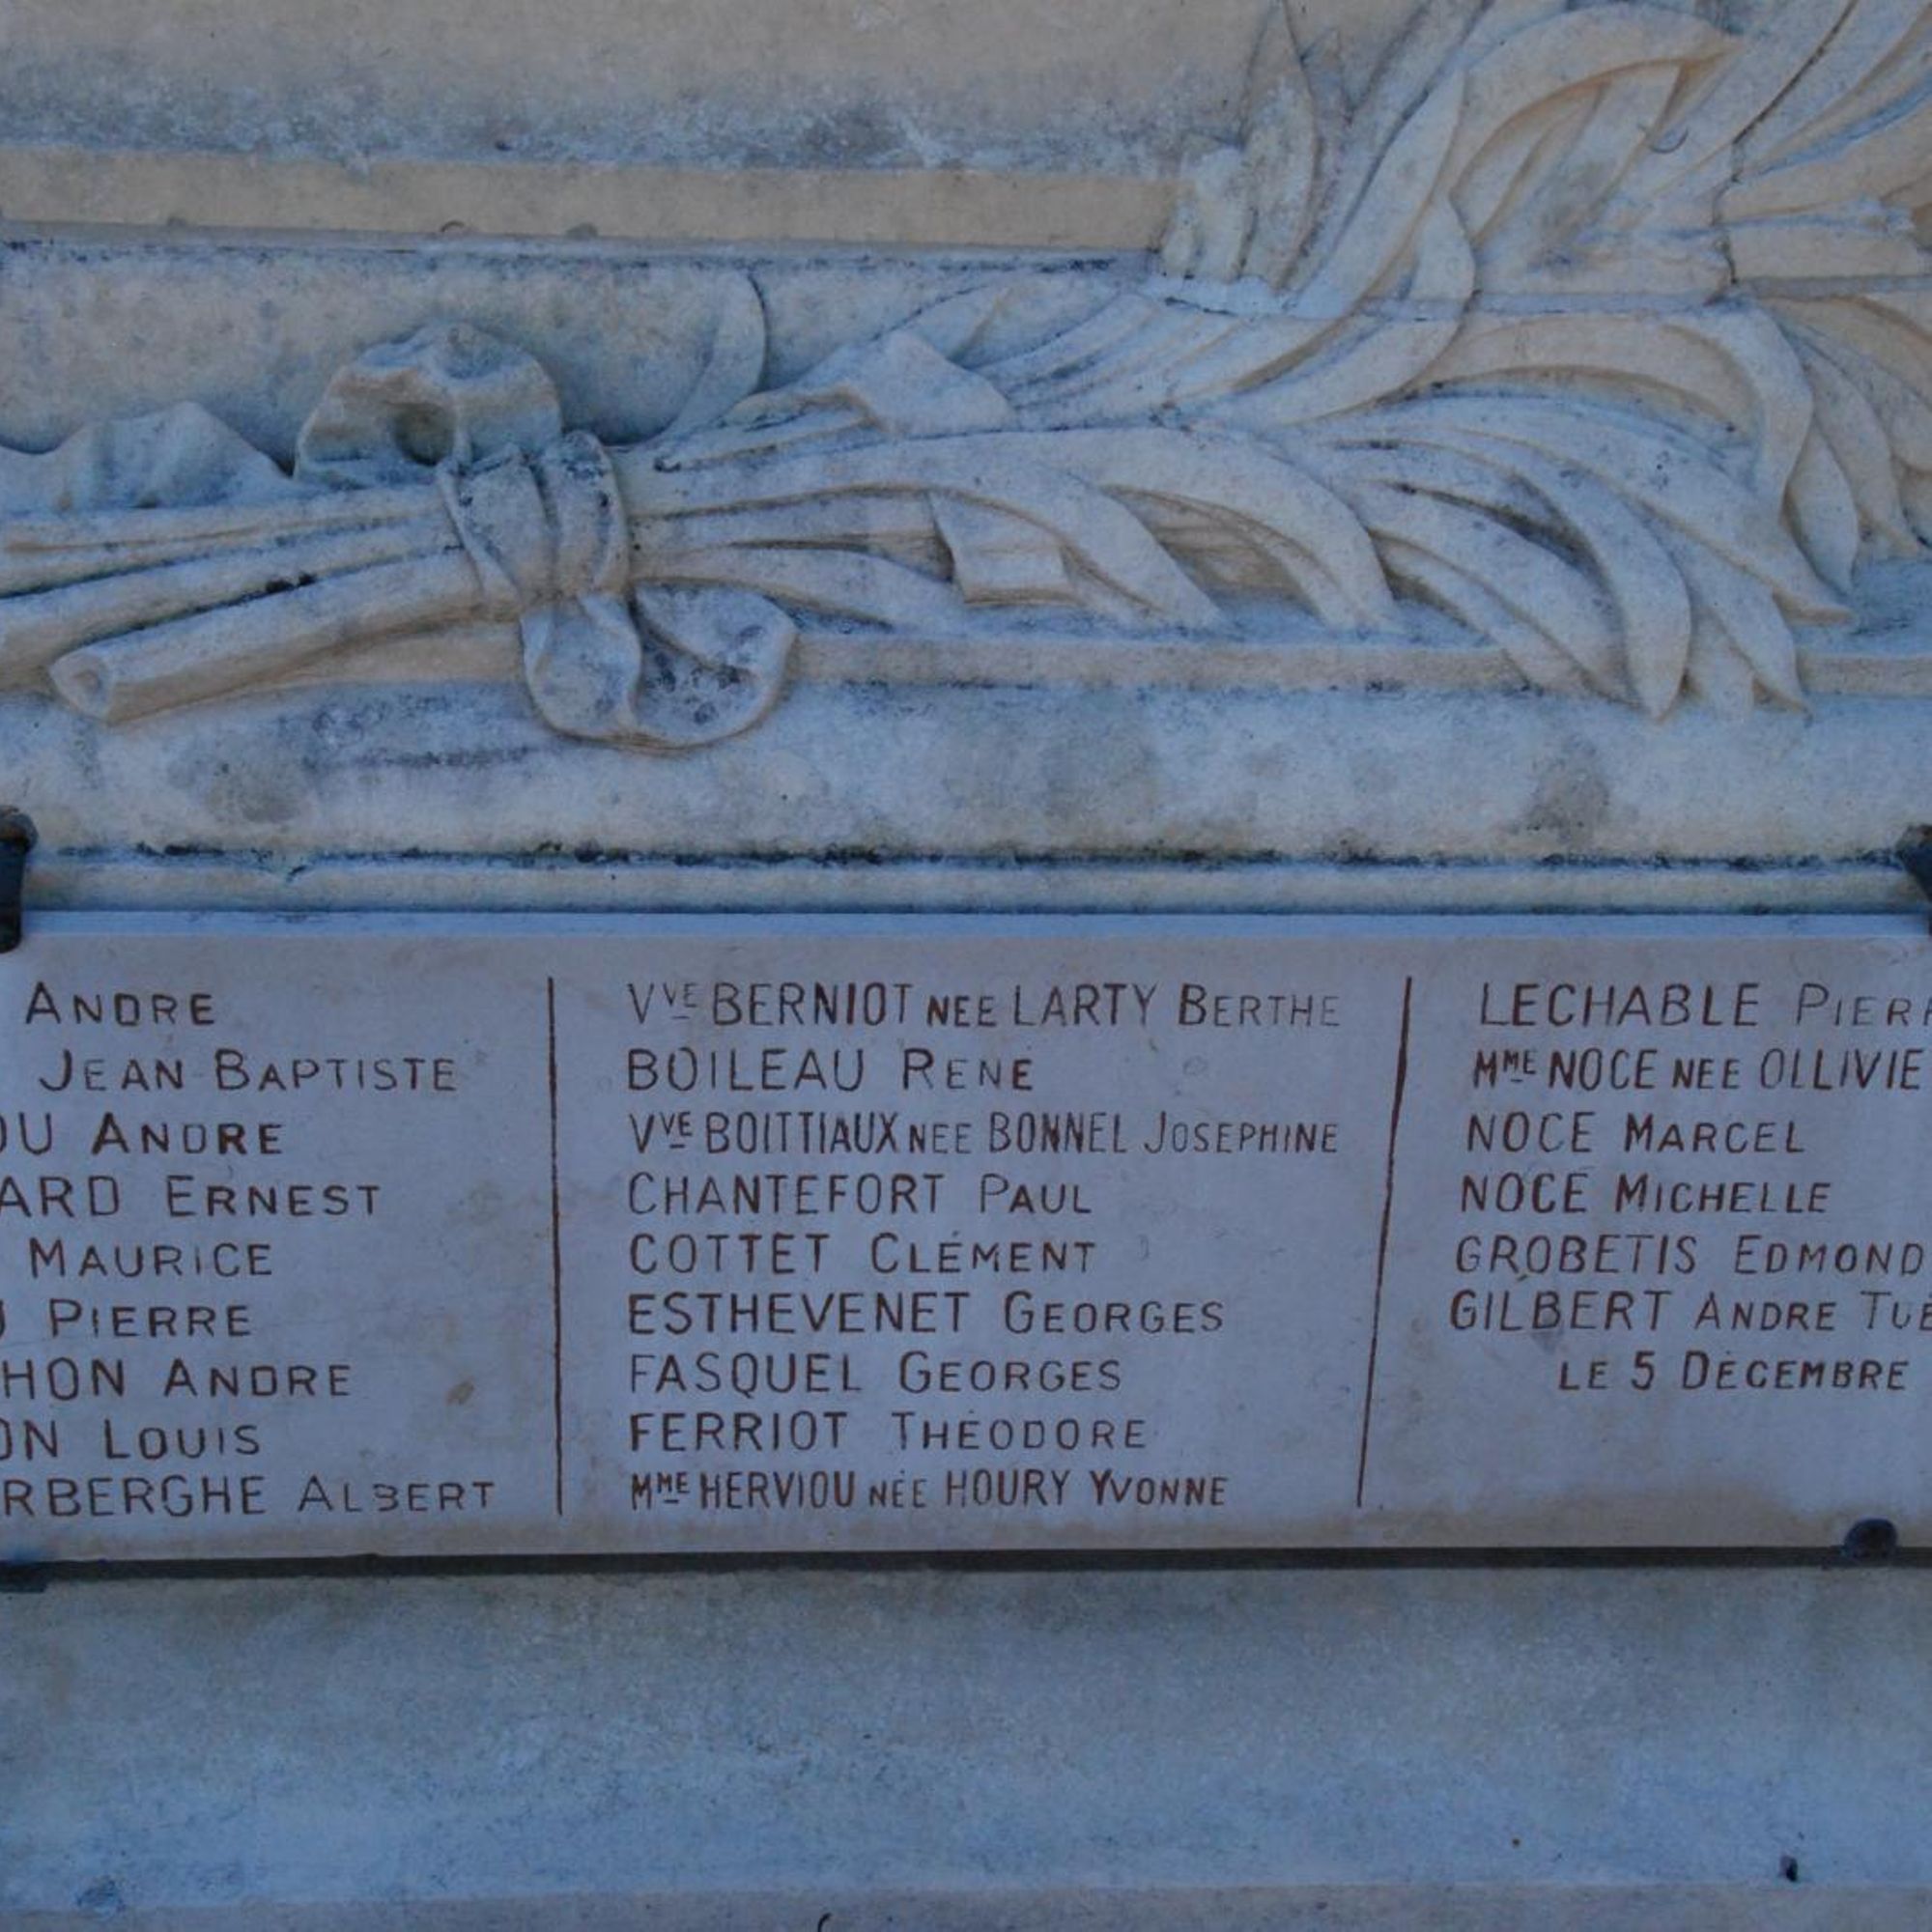 ANDRE
JEAN BAPTISTE
OU ANDRE
ARD ERNEST
MAURICE
PIERRE
HON ANDRE
ON LOUIS
RBERGHE ALBERT
VVE BERNIOT NEE LARTY BERTHE
BOILEAU RENE
VVE BOITTIAUX NEE BONNEL JOSEPHINE
CHANTEFORT PAUL
COTTET CLÉMENT
ESTHEVENET GEORGES
FASQUEL GEORGES
FERRIOT THÉODORE
MME HERVIOU NÉE HOURY YVONNE
LECHABLE PIER
MME NOCE NEE OLLIVIE
NOCE MARCEL
NOCE MICHELLE
GROBETIS EDMOND
GILBERT ANDRE TUE
LE 5 DÉCEMBRE